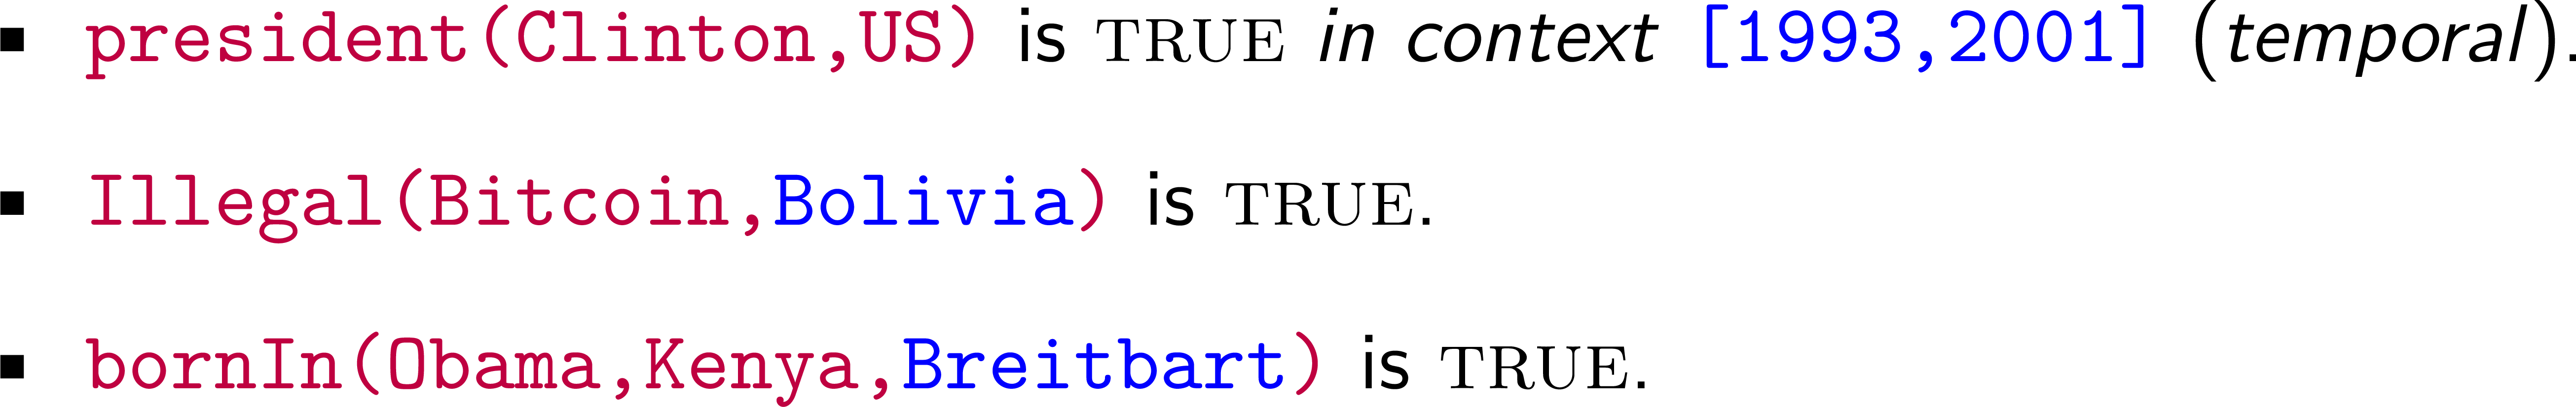 ▪ president(Clinton,US) is TRUE in context [1993,2001] (temporal).
▪ Illegal(Bitcoin,Bolivia) is TRUE.
▪ bornIn(Obama,Kenya,Breitbart) is TRUE.